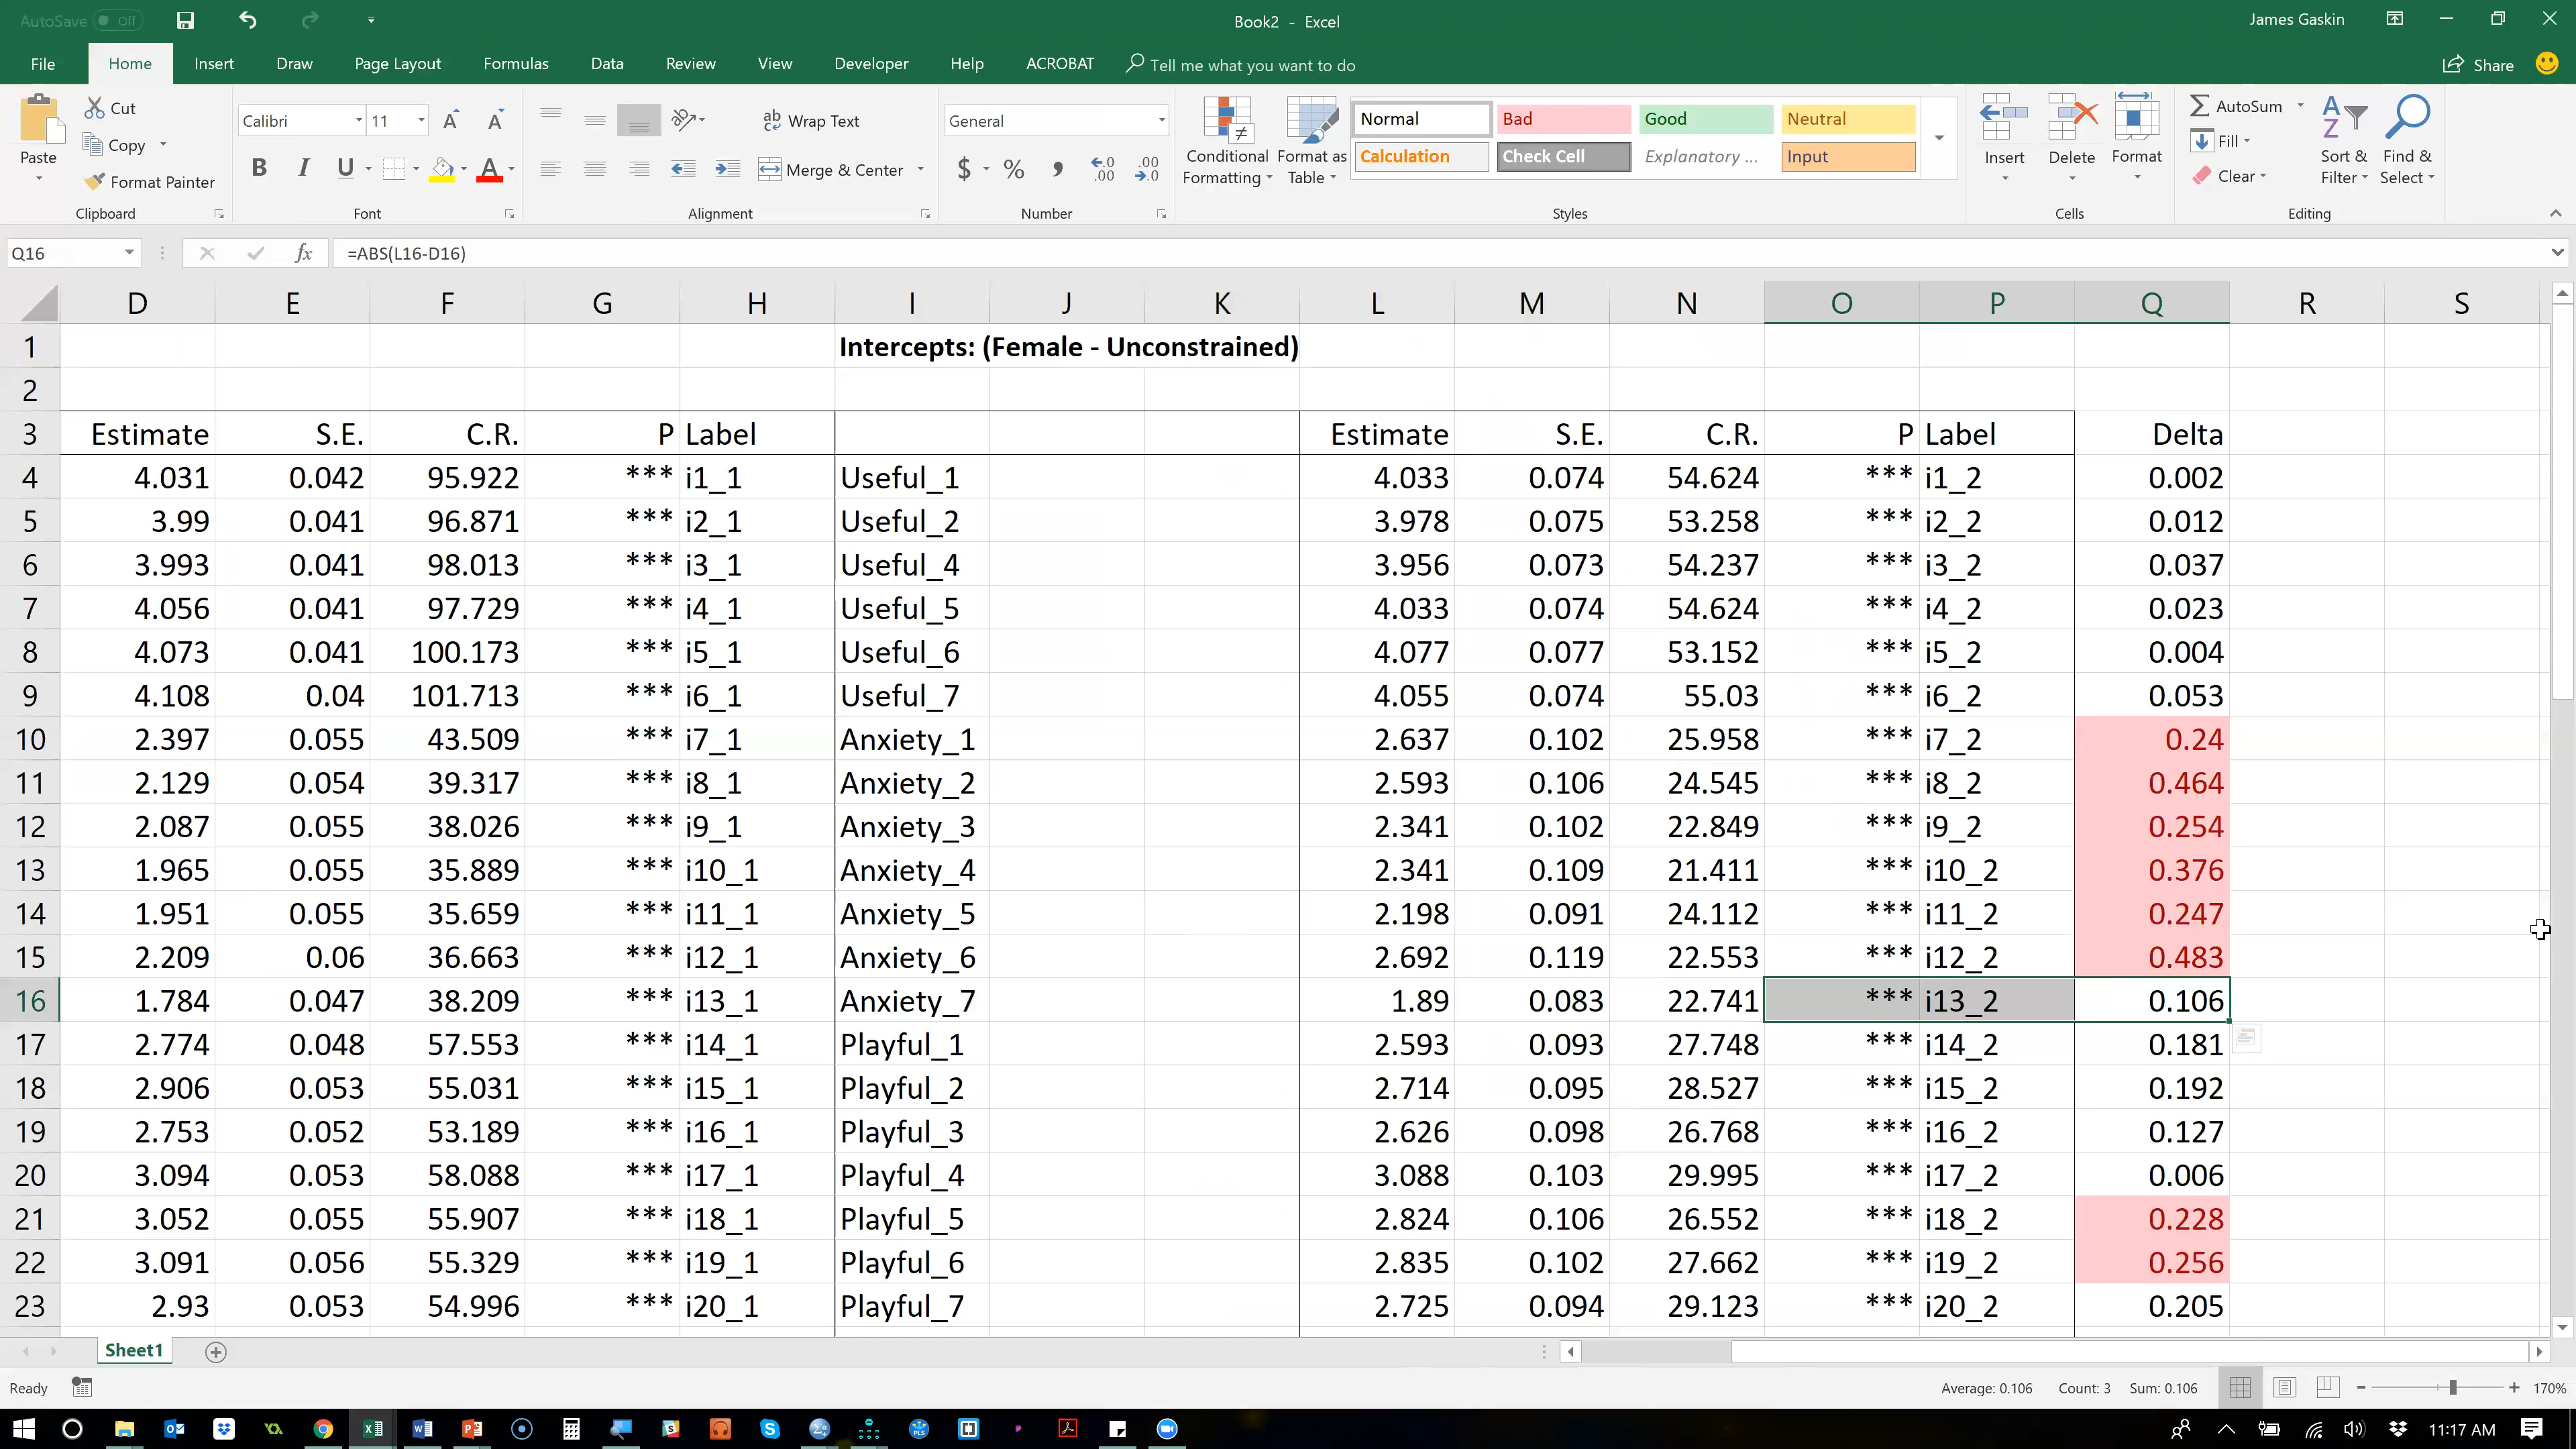 AutoSave Off
Book2 - Excel
James Gaskin
File Home Insert Draw Page Layout Formulas Data Review View Developer Help ACROBAT Tell me what you want to do Share
Paste Cut Copy Format Painter Clipboard
Calibri 11 B I U A Font
ab Wrap Text Merge & Center Alignment
General $ % , Number
Conditional Formatting Format as Table
Normal Bad Good Neutral
Calculation Check Cell Explanatory ... Input
Styles
Insert Delete Format Cells
AutoSum Fill Clear Sort & Filter Find & Select Editing
Q16 fx =ABS(L16-D16)
D E F G H I J K L M N O P Q R S
1 Intercepts: (Female - Unconstrained)
2
3 Estimate S.E. C.R. P Label Estimate S.E. C.R. P Label Delta
4 4.031 0.042 95.922 *** i1_1 Useful_1 4.033 0.074 54.624 *** i1_2 0.002
5 3.99 0.041 96.871 *** i2_1 Useful_2 3.978 0.075 53.258 *** i2_2 0.012
6 3.993 0.041 98.013 *** i3_1 Useful_4 3.956 0.073 54.237 *** i3_2 0.037
7 4.056 0.041 97.729 *** i4_1 Useful_5 4.033 0.074 54.624 *** i4_2 0.023
8 4.073 0.041 100.173 *** i5_1 Useful_6 4.077 0.077 53.152 *** i5_2 0.004
9 4.108 0.04 101.713 *** i6_1 Useful_7 4.055 0.074 55.03 *** i6_2 0.053
10 2.397 0.055 43.509 *** i7_1 Anxiety_1 2.637 0.102 25.958 *** i7_2 0.24
11 2.129 0.054 39.317 *** i8_1 Anxiety_2 2.593 0.106 24.545 *** i8_2 0.464
12 2.087 0.055 38.026 *** i9_1 Anxiety_3 2.341 0.102 22.849 *** i9_2 0.254
13 1.965 0.055 35.889 *** i10_1 Anxiety_4 2.341 0.109 21.411 *** i10_2 0.376
14 1.951 0.055 35.659 *** i11_1 Anxiety_5 2.198 0.091 24.112 *** i11_2 0.247
15 2.209 0.06 36.663 *** i12_1 Anxiety_6 2.692 0.119 22.553 *** i12_2 0.483
16 1.784 0.047 38.209 *** i13_1 Anxiety_7 1.89 0.083 22.741 *** i13_2 0.106
17 2.774 0.048 57.553 *** i14_1 Playful_1 2.593 0.093 27.748 *** i14_2 0.181
18 2.906 0.053 55.031 *** i15_1 Playful_2 2.714 0.095 28.527 *** i15_2 0.192
19 2.753 0.052 53.189 *** i16_1 Playful_3 2.626 0.098 26.768 *** i16_2 0.127
20 3.094 0.053 58.088 *** i17_1 Playful_4 3.088 0.103 29.995 *** i17_2 0.006
21 3.052 0.055 55.907 *** i18_1 Playful_5 2.824 0.106 26.552 *** i18_2 0.228
22 3.091 0.056 55.329 *** i19_1 Playful_6 2.835 0.102 27.662 *** i19_2 0.256
23 2.93 0.053 54.996 *** i20_1 Playful_7 2.725 0.094 29.123 *** i20_2 0.205
Sheet1
Ready Average: 0.106 Count: 3 Sum: 0.106 170%
11:17 AM